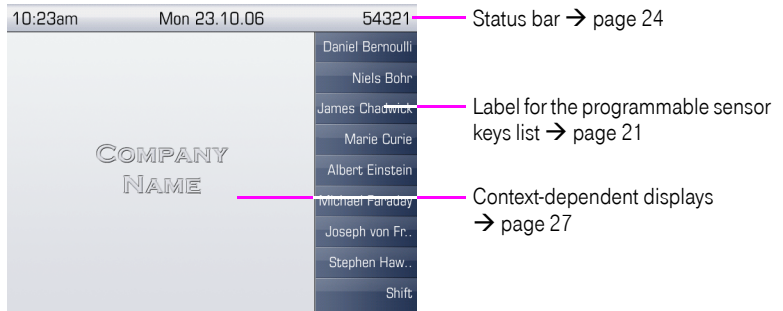 10:23am Mon 23.10.06 54321
Status bar → page 24
Daniel Bernoulli
Niels Bohr
James Chadwick
Label for the programmable sensor
keys list → page 21
Marie Curie
COMPANY
NAME
Albert Einstein
Michael Faraday
Context-dependent displays
→ page 27
Joseph von Fr..
Stephen Haw..
Shift